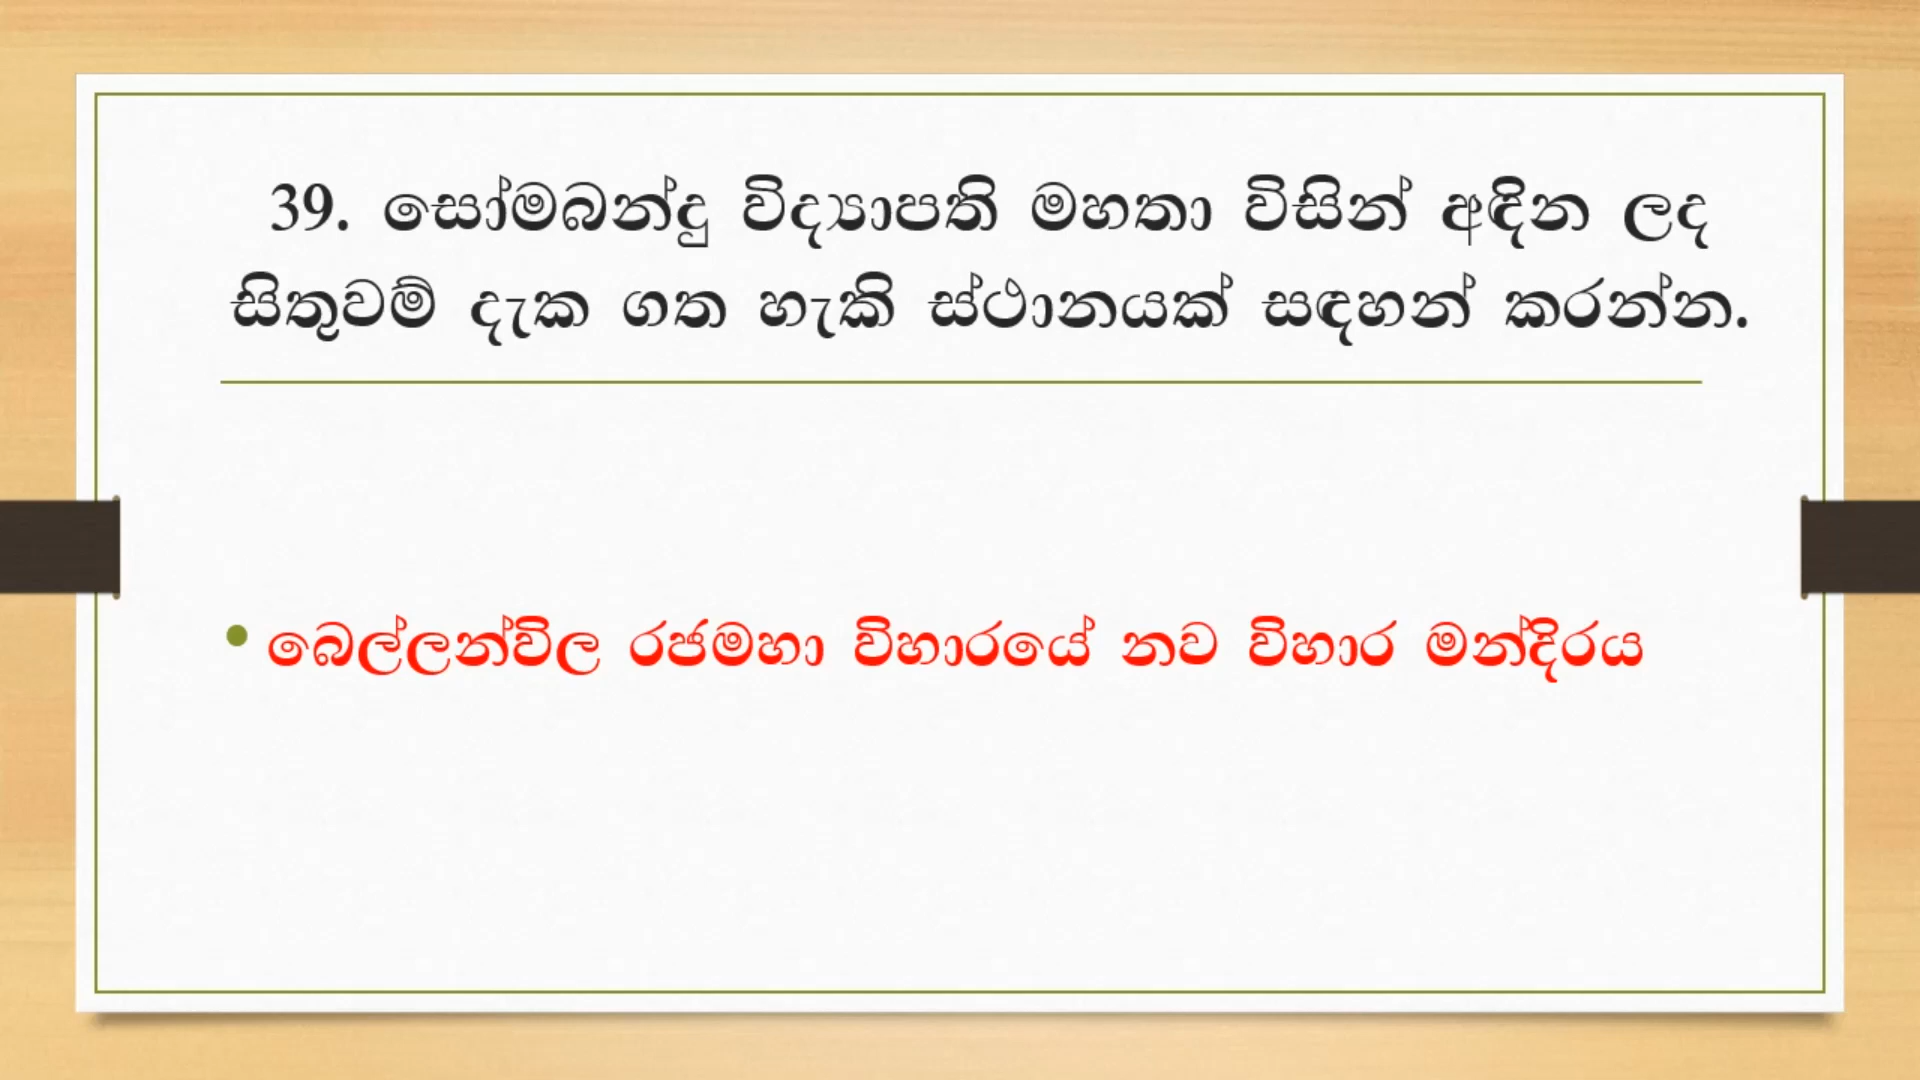 39. සෝමබන්දු විද්‍යාපති මහතා විසින් අඳින ලද
සිතුවම් දැක ගත හැකි ස්ථානයක් සඳහන් කරන්න.
• බෙල්ලන්විල රජමහා විහාරයේ නව විහාර මන්දිරය